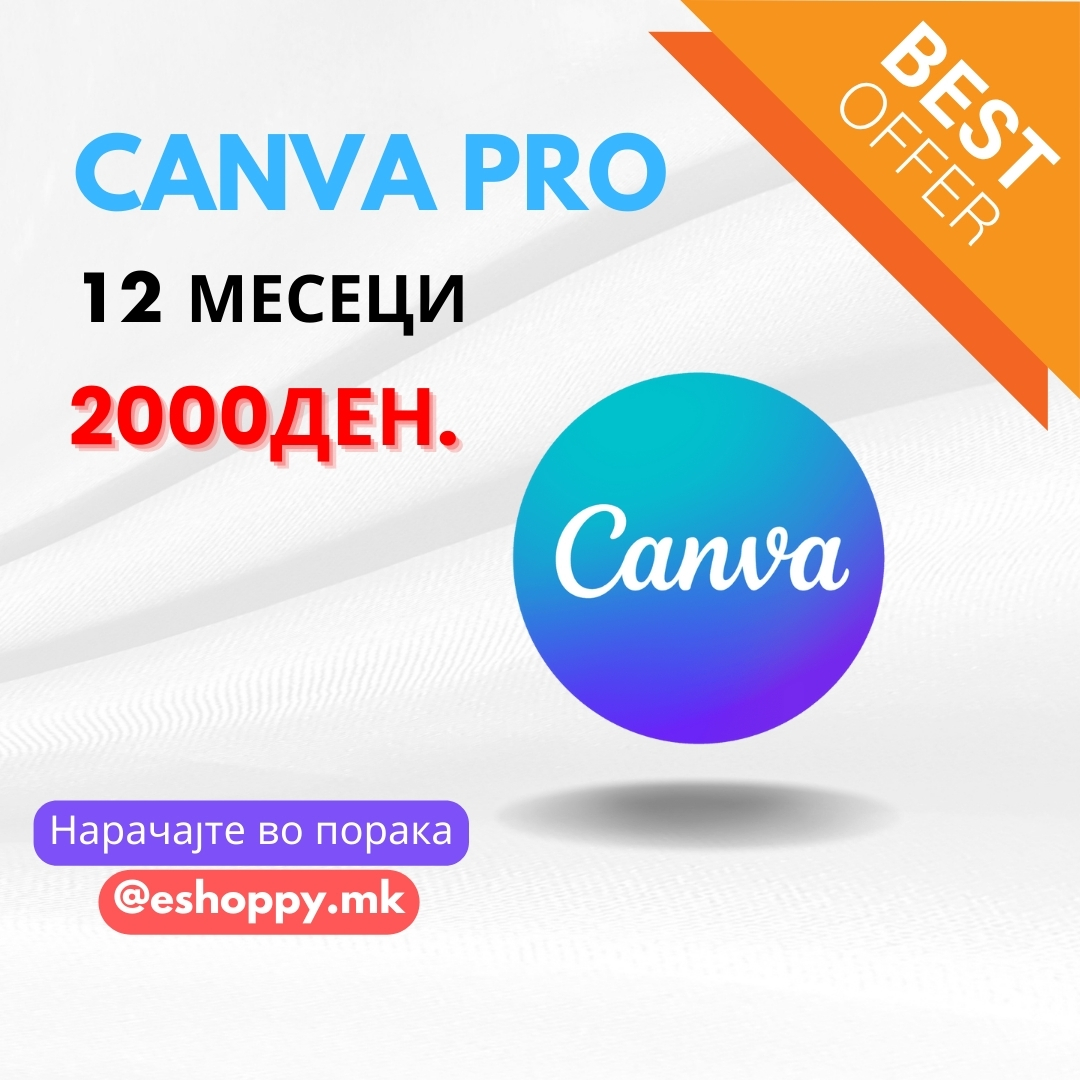 BEST
OFFER
CANVA PRO
12 МЕСЕЦИ
2000ДЕН.
Canva
Нарачајте во порака
@eshoppy.mk